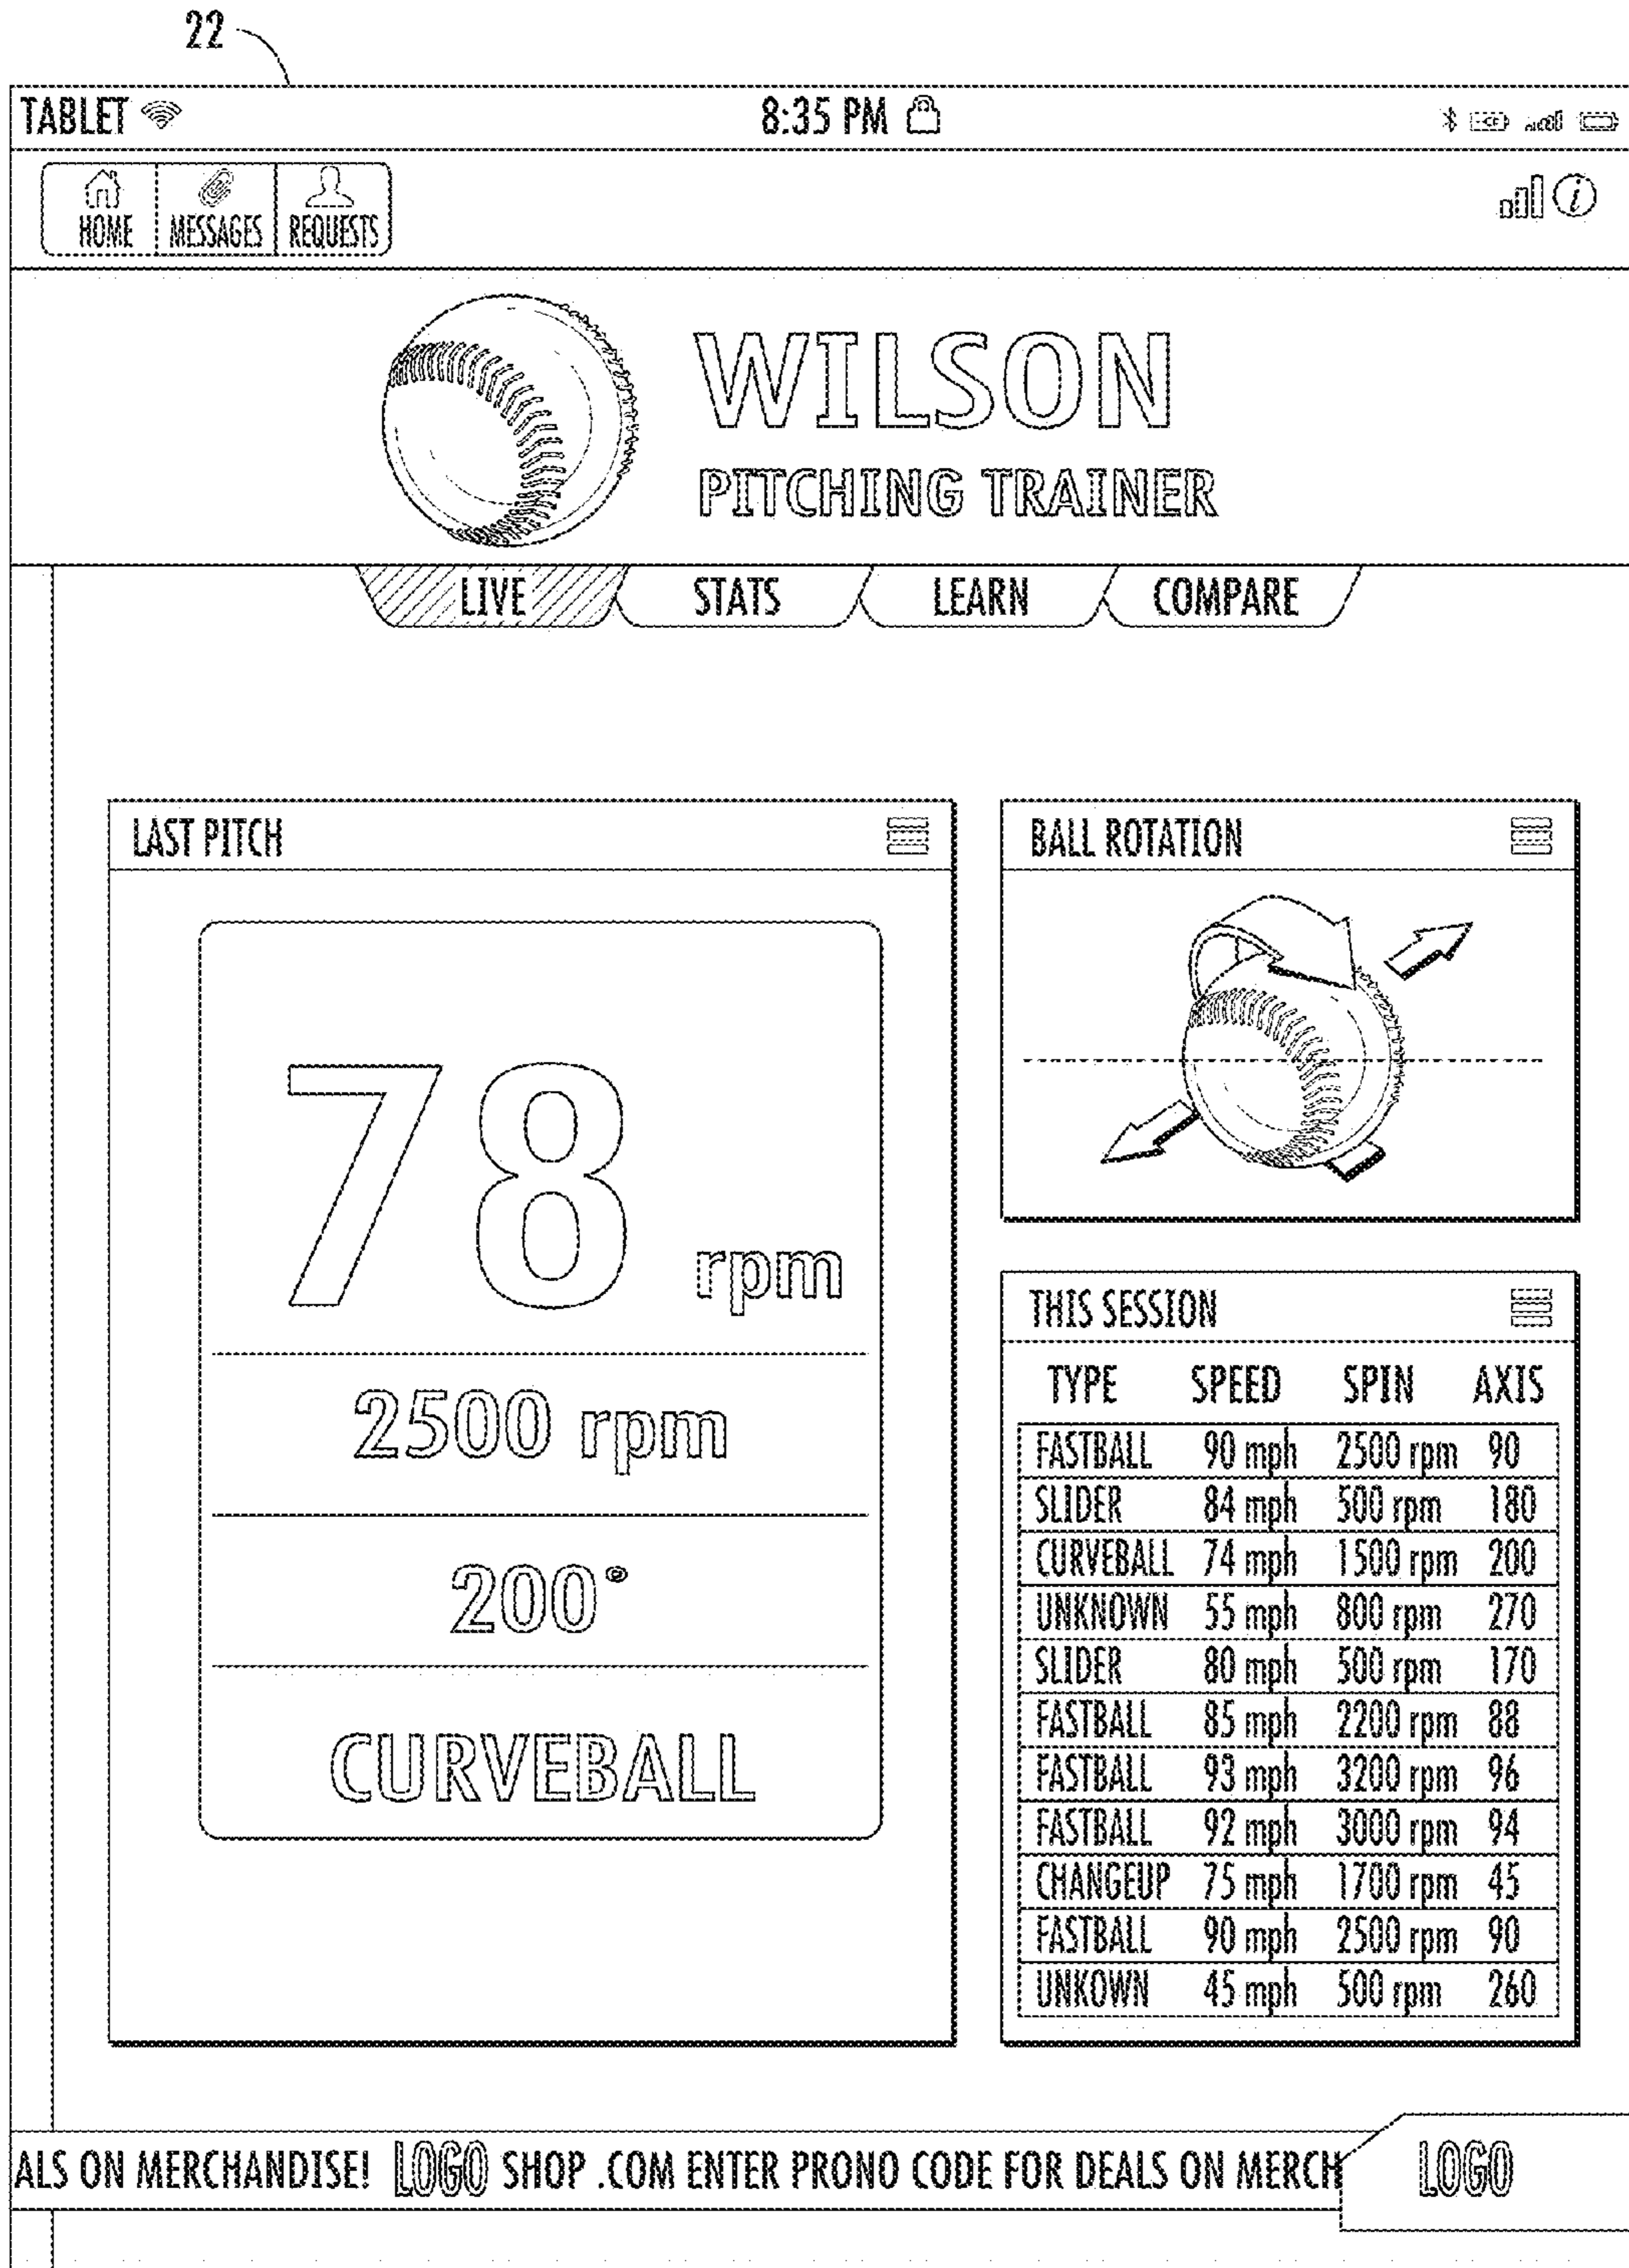 22
TABLET 8:35 PM
HOME MESSAGES REQUESTS i
WILSON
PITCHING TRAINER
LIVE STATS LEARN COMPARE
LAST PITCH
78 rpm
2500 rpm
200°
CURVEBALL
BALL ROTATION
THIS SESSION
TYPE SPEED SPIN AXIS
FASTBALL 90 mph 2500 rpm 90
SLIDER 84 mph 500 rpm 180
CURVEBALL 74 mph 1500 rpm 200
UNKNOWN 55 mph 800 rpm 270
SLIDER 80 mph 500 rpm 170
FASTBALL 85 mph 2200 rpm 88
FASTBALL 93 mph 3200 rpm 96
FASTBALL 92 mph 3000 rpm 94
CHANGEUP 75 mph 1700 rpm 45
FASTBALL 90 mph 2500 rpm 90
UNKOWN 45 mph 500 rpm 260
ALS ON MERCHANDISE! LOGO SHOP .COM ENTER PRONO CODE FOR DEALS ON MERCH LOGO